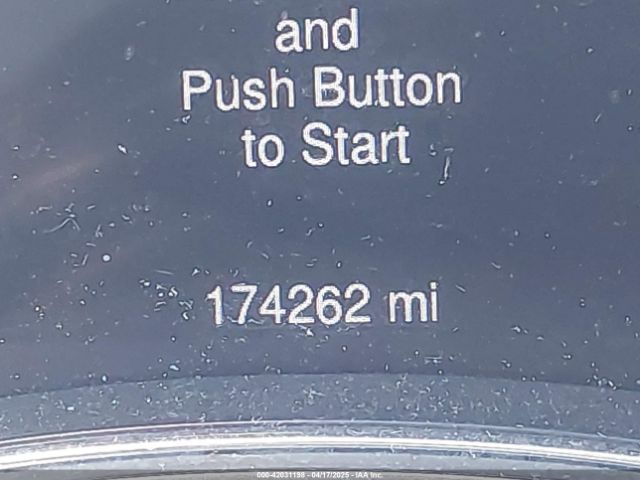 and
Push Button
to Start
174262 mi
000-42031198 - 04/17/2025 - IAA Inc.